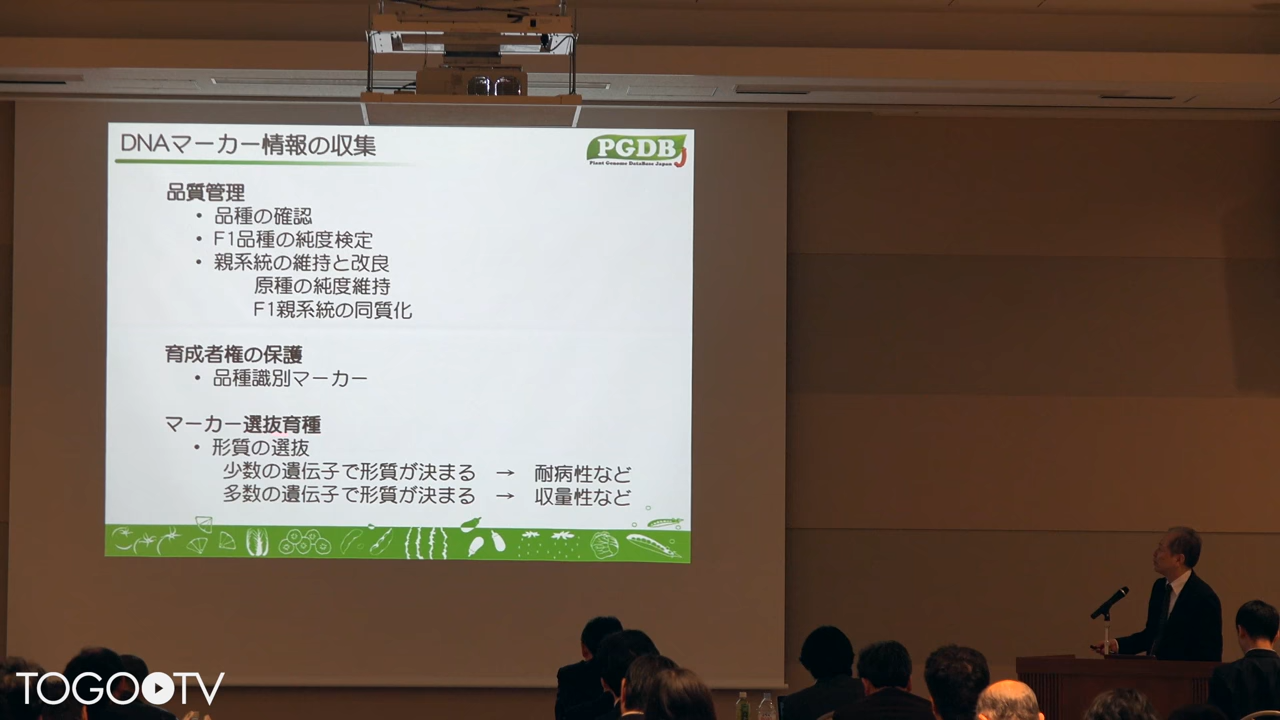 DNAマーカー情報の収集
PGDBJ
Plant Genome DataBase Japan
品質管理
・ 品種の確認
・ F1品種の純度検定
・ 親系統の維持と改良
原種の純度維持
F1親系統の同質化
育成者権の保護
・ 品種識別マーカー
マーカー選抜育種
・ 形質の選抜
少数の遺伝子で形質が決まる → 耐病性など
多数の遺伝子で形質が決まる → 収量性など
TOGOTV